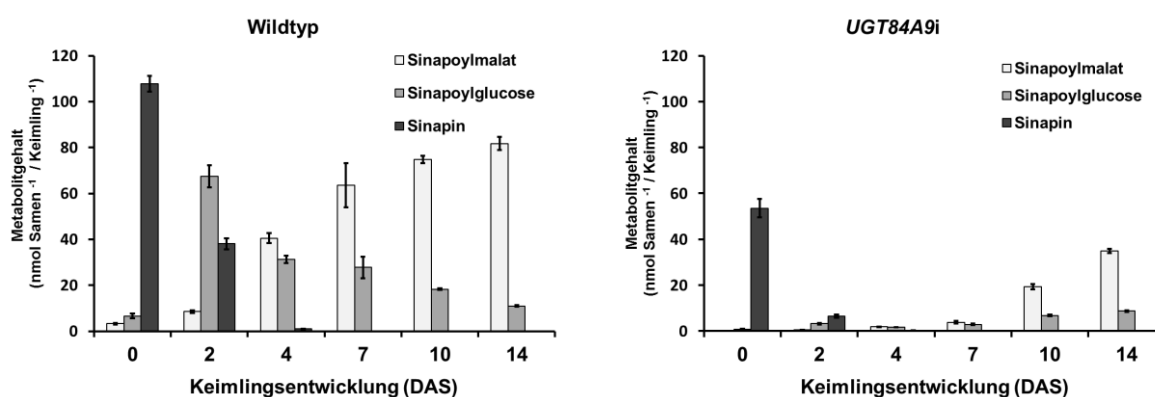 Wildtyp
120
100
80
60
40
20
0
Metabolitgehalt
(nmol Samen ⁻¹ / Keimling ⁻¹)
Sinapoylmalat
Sinapoylglucose
Sinapin
0 2 4 7 10 14
Keimlingsentwicklung (DAS)
UGT84A9i
120
100
80
60
40
20
0
Metabolitgehalt
(nmol Samen ⁻¹ / Keimling ⁻¹)
Sinapoylmalat
Sinapoylglucose
Sinapin
0 2 4 7 10 14
Keimlingsentwicklung (DAS)